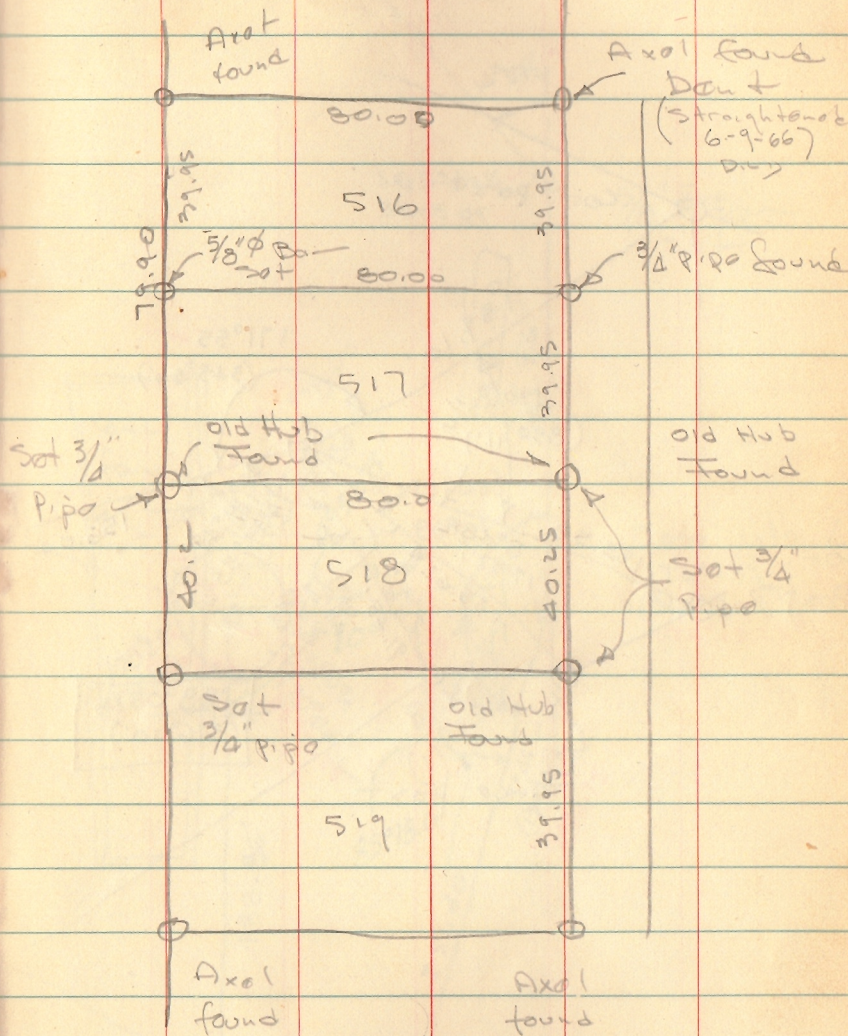 Axel
found
Axel found
Bent
(Straightened
6-9-66)
80.00
39.95
516
39.95
79.90
5/8"Ø Bar
Set
80.00
3/4" Pipe found
517
39.95
Old Hub
Found
Old Hub
Found
Set 3/4"
Pipe
80.0
40.2
518
40.25
Set 3/4"
Pipe
Set
3/4" Pipe
Old Hub
Found
519
39.95
Axel
found
Axel
found